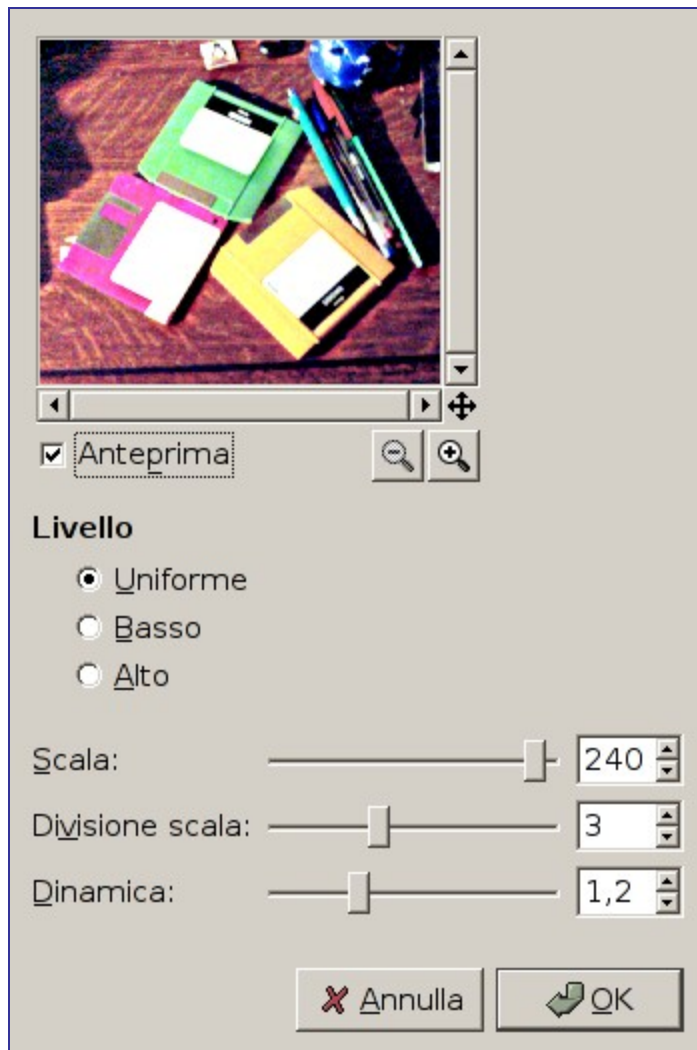 Anteprima
Livello
Uniforme
Basso
Alto
Scala: 240
Divisione scala: 3
Dinamica: 1,2
Annulla OK